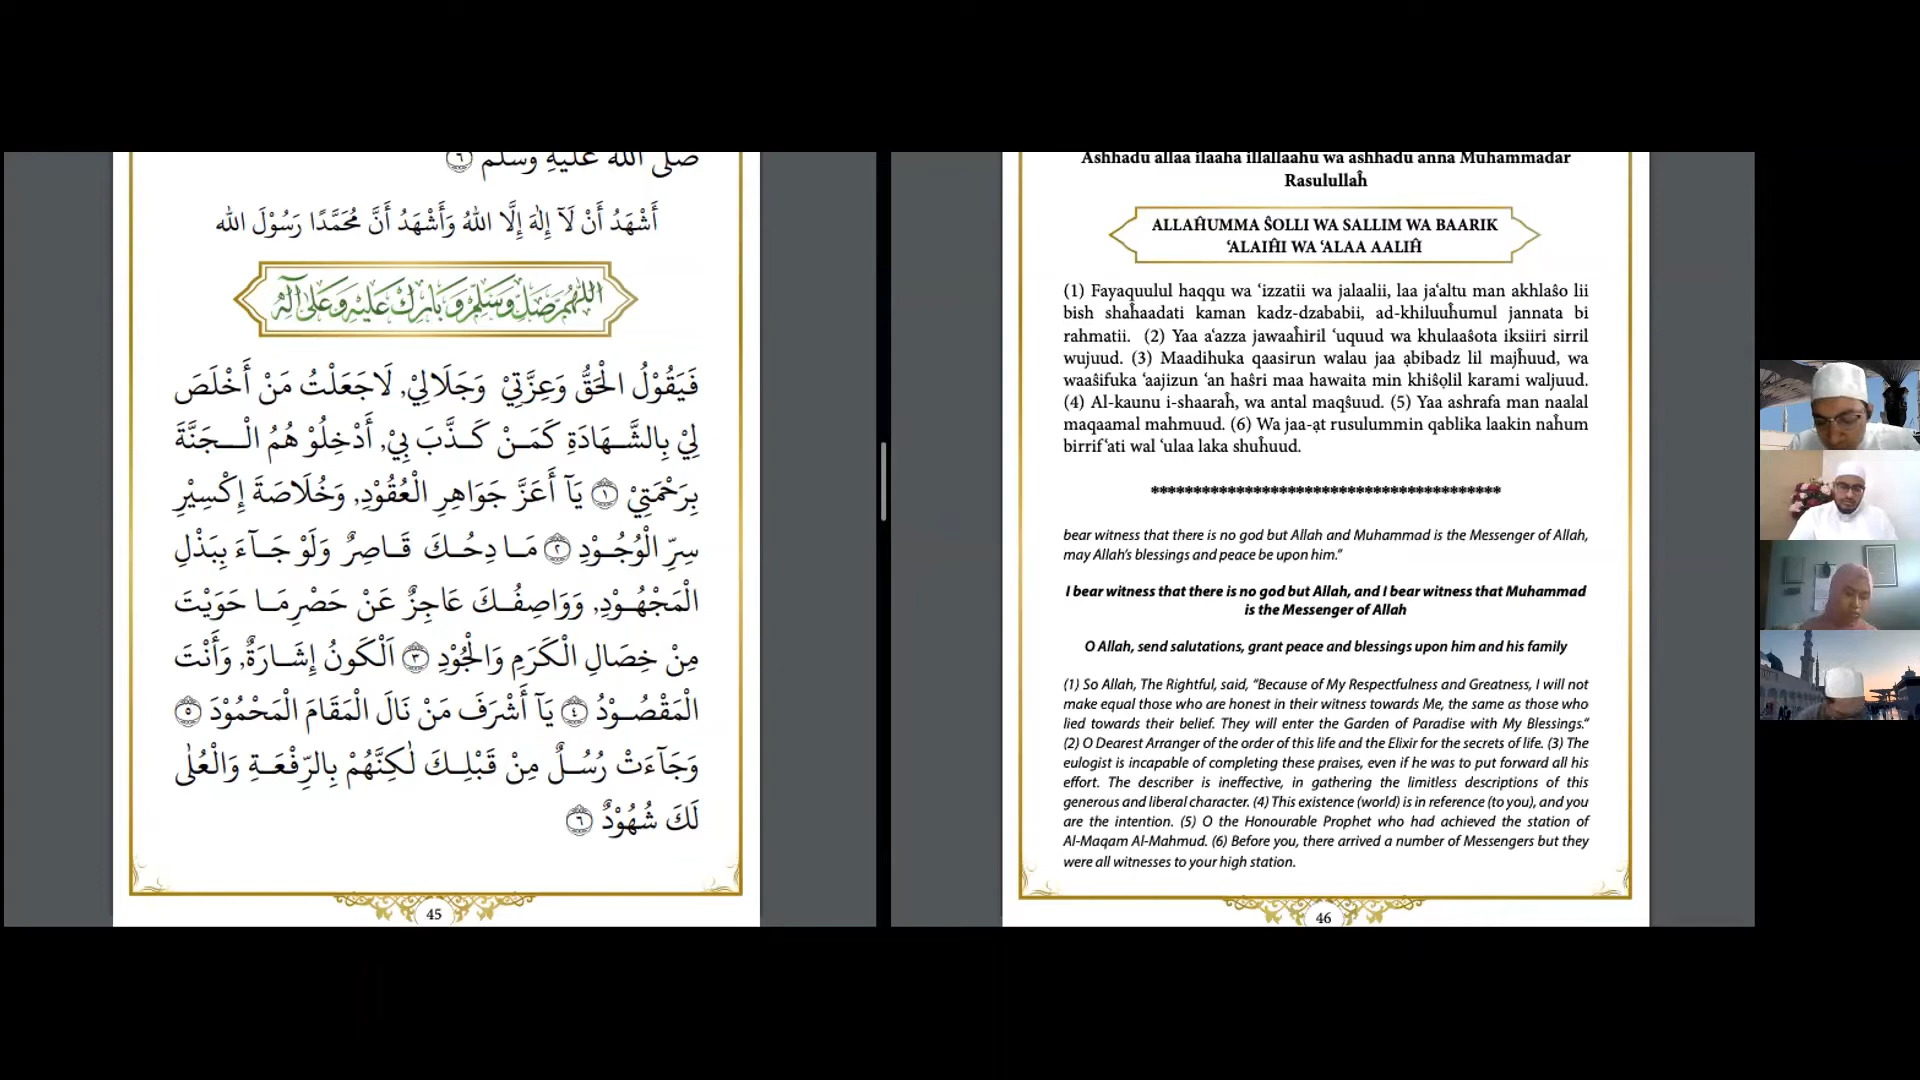 صَلَّى اللهُ عَلَيْهِ وَسَلَّمَ ﴿٦﴾
أَشْهَدُ أَنْ لَآ إِلٰهَ إِلَّا اللهُ وَأَشْهَدُ أَنَّ مُحَمَّدًا رَسُوْلَ الله
اللهُمَّ صَلِّ وَسَلِّمْ وَبَارِكْ عَلَيْهِ وَعَلَىٰ آلِهْ
فَيَقُوْلُ الْحَقُّ وَعِزَّتِيْ وَجَلَالِيْ, لَاجَعَلْتُ مَنْ أَخْلَصَ
لِيْ بِالشَّهَادَةِ كَمَنْ كَذَّبَ بِيْ, أَدْخِلُوْ هُمُ الْجَنَّةَ
بِرَحْمَتِيْ ﴿١﴾ يَآ أَعَزَّ جَوَاهِرِ الْعُقُوْدِ, وَخُلَاصَةَ إِكْسِيْرِ
سِرِّ الْوُجُوْدِ ﴿٢﴾ مَا دِحُكَ قَاصِرٌ وَلَوْ جَآءَ بِبَذْلِ
الْمَجْهُوْدِ, وَوَاصِفُكَ عَاجِزٌ عَنْ حَصْرِمَا حَوَيْتَ
مِنْ خِصَالِ الْكَرَمِ وَالْجُوْدِ ﴿٣﴾ اَلْكَونُ إِشَارَةٌ, وَأَنْتَ
الْمَقْصُوْدُ ﴿٤﴾ يَآ أَشْرَفَ مَنْ نَالَ الْمَقَامَ الْمَحْمُوْدَ ﴿٥﴾
وَجَآءَتْ رُسُلٌ مِنْ قَبْلِكَ لٰكِنَّهُمْ بِالرِّفْعَةِ وَالْعُلٰى
لَكَ شُهُوْدٌ ﴿٦﴾
45
Ashhadu allaa ilaaha illallaahu wa ashhadu anna Muhammadar
Rasulullaĥ
ALLAĤUMMA ŜOLLI WA SALLIM WA BAARIK
‘ALAIĤI WA ‘ALAA AALIĤ
(1) Fayaquulul haqqu wa ‘izzatii wa jalaalii, laa ja‘altu man akhlaŝo lii
bish shaĥaadati kaman kadz-dzababii, ad-khiluuĥumul jannata bi
rahmatii. (2) Yaa a‘azza jawaaĥiril ‘uquud wa khulaaŝota iksiiri sirril
wujuud. (3) Maadihuka qaasirun walau jaa ạbibadz lil majĥuud, wa
waaŝifuka ‘aajizun ‘an haŝri maa hawaita min khiŝọlil karami waljuud.
(4) Al-kaunu i-shaaraĥ, wa antal maqŝuud. (5) Yaa ashrafa man naalal
maqaamal mahmuud. (6) Wa jaa-ạt rusulummin qablika laakin naĥum
birrif‘ati wal ‘ulaa laka shuĥuud.
*****************************************
bear witness that there is no god but Allah and Muhammad is the Messenger of Allah,
may Allah’s blessings and peace be upon him.”
I bear witness that there is no god but Allah, and I bear witness that Muhammad
is the Messenger of Allah
O Allah, send salutations, grant peace and blessings upon him and his family
(1) So Allah, The Rightful, said, “Because of My Respectfulness and Greatness, I will not
make equal those who are honest in their witness towards Me, the same as those who
lied towards their belief. They will enter the Garden of Paradise with My Blessings.“
(2) O Dearest Arranger of the order of this life and the Elixir for the secrets of life. (3) The
eulogist is incapable of completing these praises, even if he was to put forward all his
effort. The describer is ineffective, in gathering the limitless descriptions of this
generous and liberal character. (4) This existence (world) is in reference (to you), and you
are the intention. (5) O the Honourable Prophet who had achieved the station of
Al-Maqam Al-Mahmud. (6) Before you, there arrived a number of Messengers but they
were all witnesses to your high station.
46